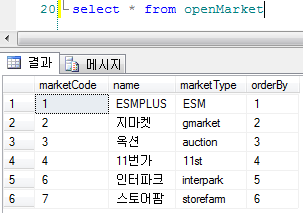 20 select * from openMarket
결과 메시지
marketCode name marketType orderBy
1 1 ESMPLUS ESM 1
2 2 지마켓 gmarket 2
3 3 옥션 auction 3
4 4 11번가 11st 4
5 6 인터파크 interpark 5
6 7 스토어팜 storefarm 6